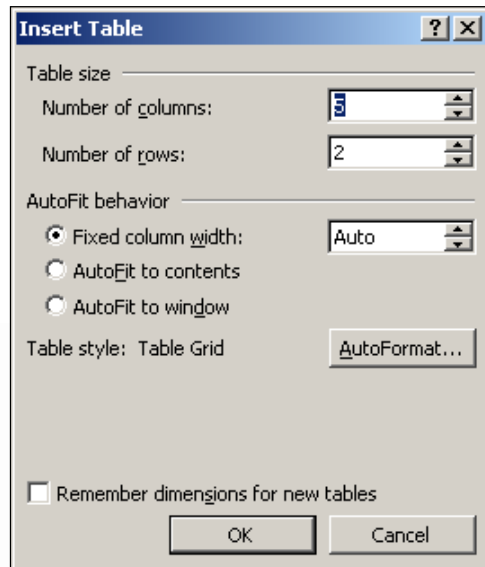 Insert Table
Table size
Number of columns: 5
Number of rows: 2
AutoFit behavior
Fixed column width: Auto
AutoFit to contents
AutoFit to window
Table style: Table Grid AutoFormat...
Remember dimensions for new tables
OK Cancel